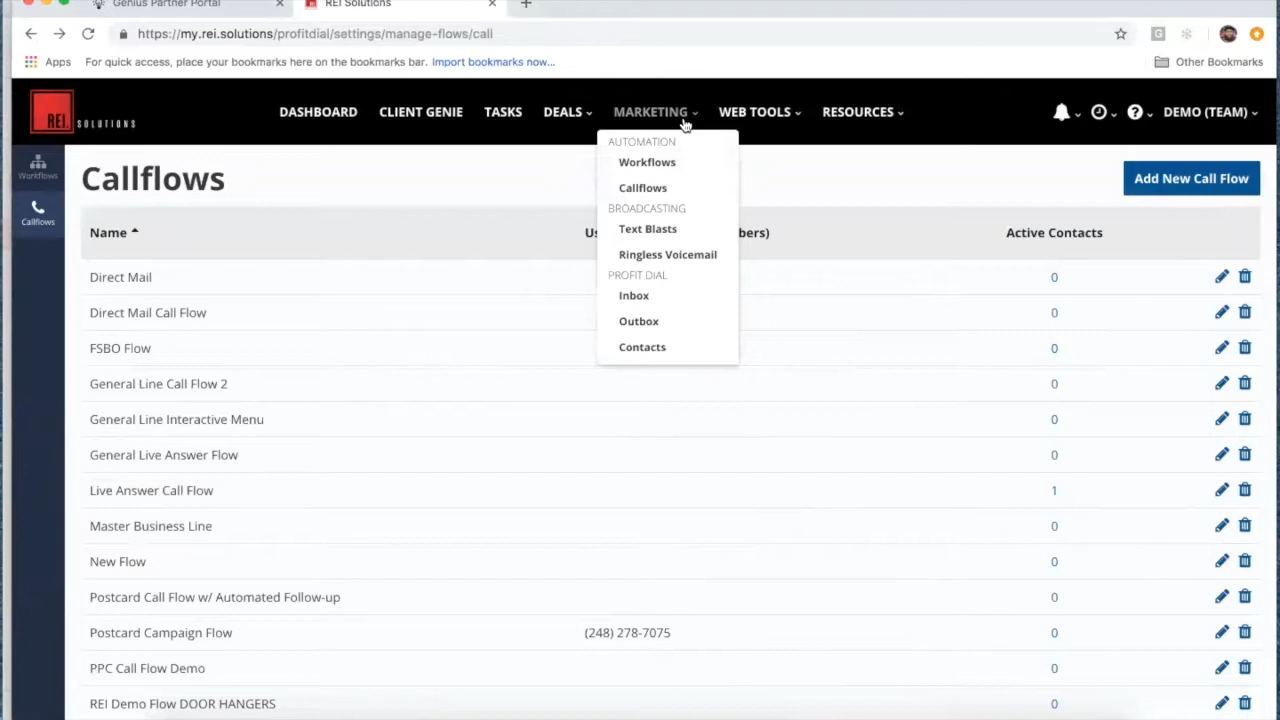 Genius Partner Portal
REI Solutions
https://my.rei.solutions/profitdial/settings/manage-flows/call
Apps For quick access, place your bookmarks here on the bookmarks bar. Import bookmarks now... Other Bookmarks
REI. SOLUTIONS
DASHBOARD CLIENT GENIE TASKS DEALS MARKETING WEB TOOLS RESOURCES DEMO (TEAM)
AUTOMATION
Workflows
Callflows
BROADCASTING
Text Blasts
Ringless Voicemail
PROFIT DIAL
Inbox
Outbox
Contacts
Workflows
Callflows
Callflows
Add New Call Flow
Name Active Contacts
Direct Mail 0
Direct Mail Call Flow 0
FSBO Flow 0
General Line Call Flow 2 0
General Line Interactive Menu 0
General Live Answer Flow 0
Live Answer Call Flow 1
Master Business Line 0
New Flow 0
Postcard Call Flow w/ Automated Follow-up 0
Postcard Campaign Flow (248) 278-7075 0
PPC Call Flow Demo 0
REI Demo Flow DOOR HANGERS 0